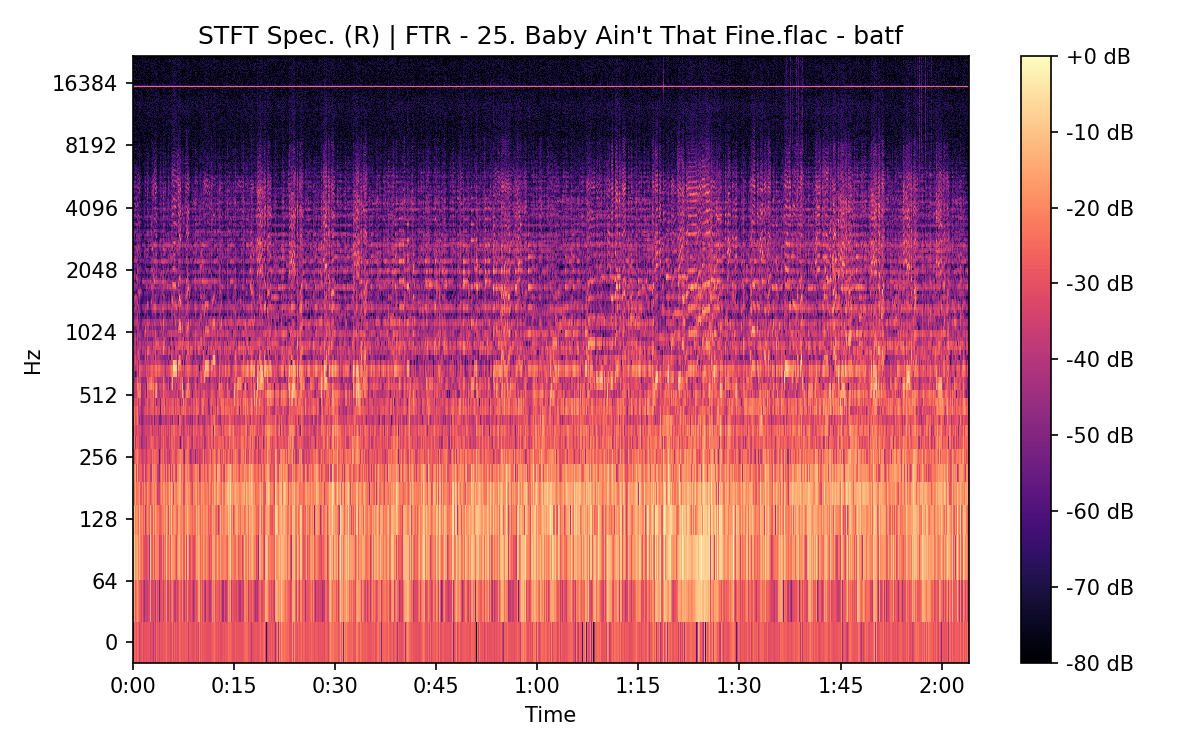 STFT Spec. (R) | FTR - 25. Baby Ain't That Fine.flac - batf
16384
8192
4096
2048
1024
512
256
128
64
0
Hz
0:00 0:15 0:30 0:45 1:00 1:15 1:30 1:45 2:00
Time
+0 dB
-10 dB
-20 dB
-30 dB
-40 dB
-50 dB
-60 dB
-70 dB
-80 dB